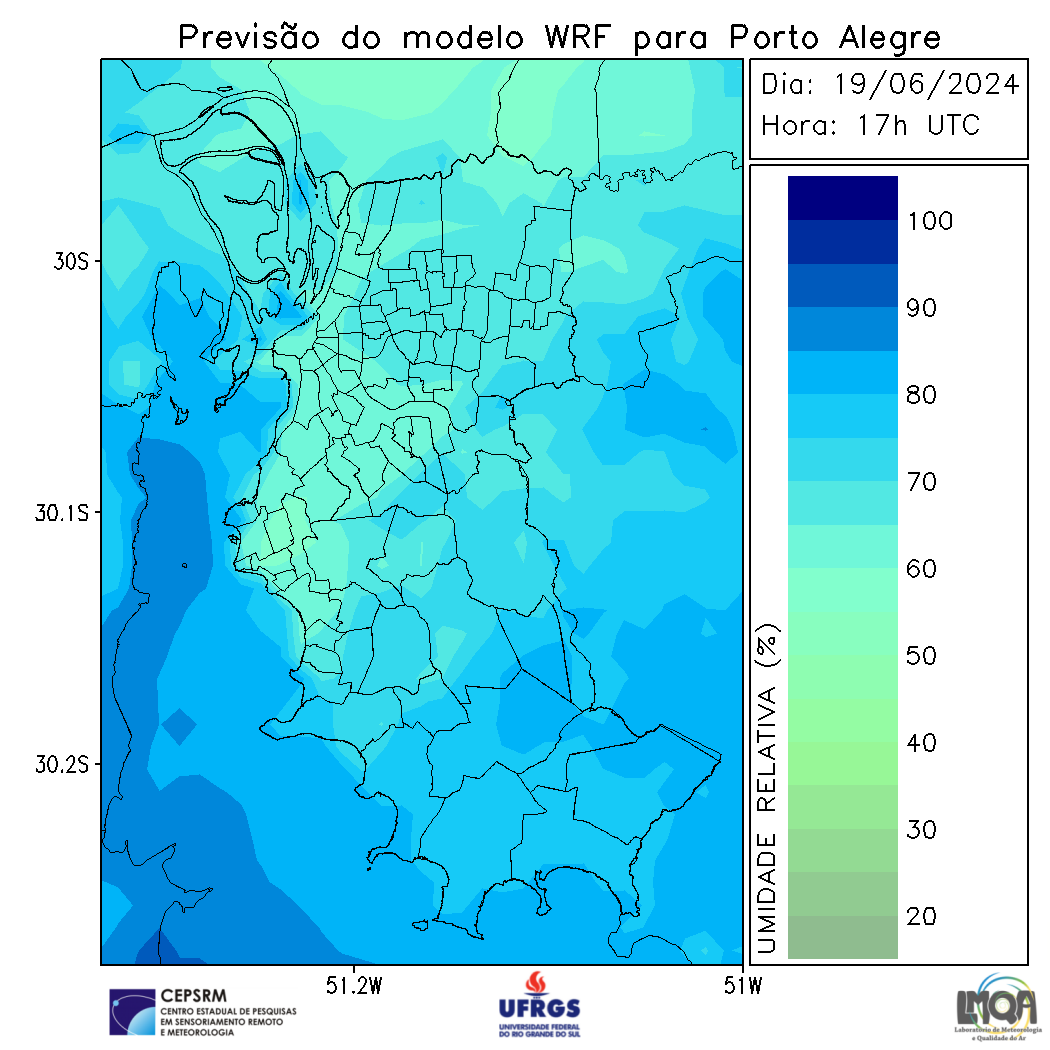 Previsão do modelo WRF para Porto Alegre
Dia: 19/06/2024
Hora: 17h UTC
100
90
80
70
60
50
40
30
20
UMIDADE RELATIVA (%)
30S
30.1S
30.2S
51.2W
51W
CEPSRM
CENTRO ESTADUAL DE PESQUISAS
EM SENSORIAMENTO REMOTO
E METEOROLOGIA
UFRGS
UNIVERSIDADE FEDERAL
DO RIO GRANDE DO SUL
LMQA
Laboratório de Meteorologia
e Qualidade do Ar